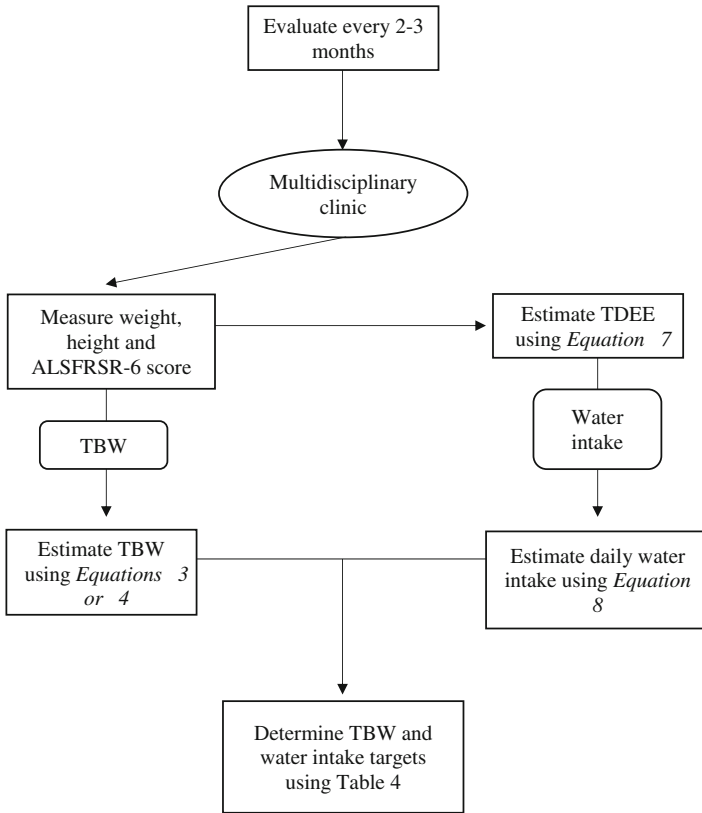 Evaluate every 2-3
months
Multidisciplinary
clinic
Measure weight,
height and
ALSFRSR-6 score
Estimate TDEE
using Equation 7
TBW
Water
intake
Estimate TBW
using Equations 3
or 4
Estimate daily water
intake using Equation
8
Determine TBW and
water intake targets
using Table 4